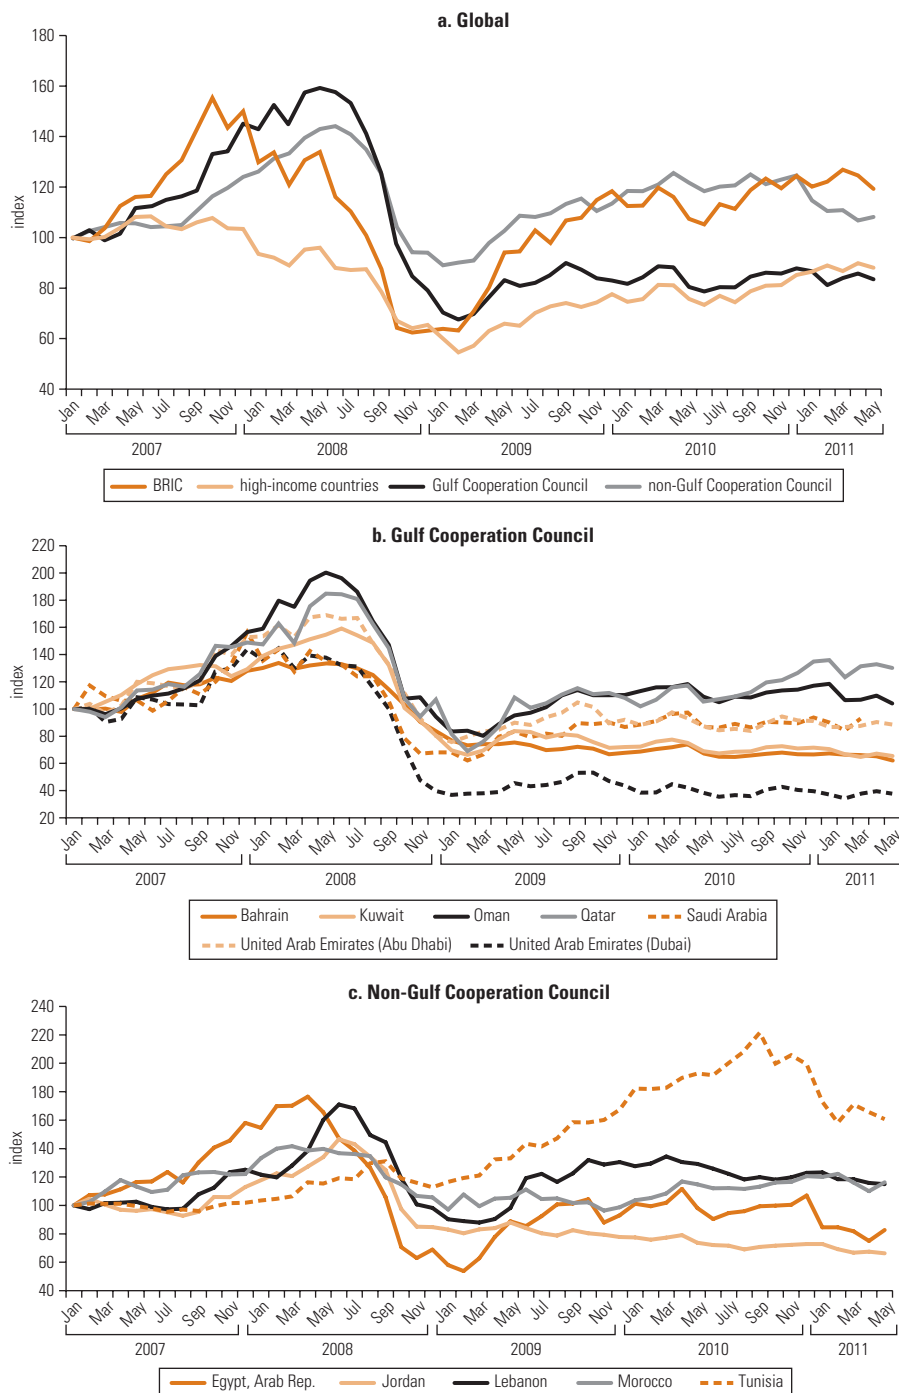 a. Global
180
160
140
120
100
80
60
40
index
Jan Mar May Jul Sep Nov Jan Mar May Jul Sep Nov Jan Mar May Jul Sep Nov Jan Mar May July Sep Nov Jan Mar May
2007 2008 2009 2010 2011
BRIC high-income countries Gulf Cooperation Council non-Gulf Cooperation Council
b. Gulf Cooperation Council
220
200
180
160
140
120
100
80
60
40
20
index
Jan Mar May Jul Sep Nov Jan Mar May Jul Sep Nov Jan Mar May Jul Sep Nov Jan Mar May July Sep Nov Jan Mar May
2007 2008 2009 2010 2011
Bahrain Kuwait Oman Qatar Saudi Arabia
United Arab Emirates (Abu Dhabi) United Arab Emirates (Dubai)
c. Non-Gulf Cooperation Council
240
220
200
180
160
140
120
100
80
60
40
index
Jan Mar May Jul Sep Nov Jan Mar May Jul Sep Nov Jan Mar May Jul Sep Nov Jan Mar May July Sep Nov Jan Mar May
2007 2008 2009 2010 2011
Egypt, Arab Rep. Jordan Lebanon Morocco Tunisia